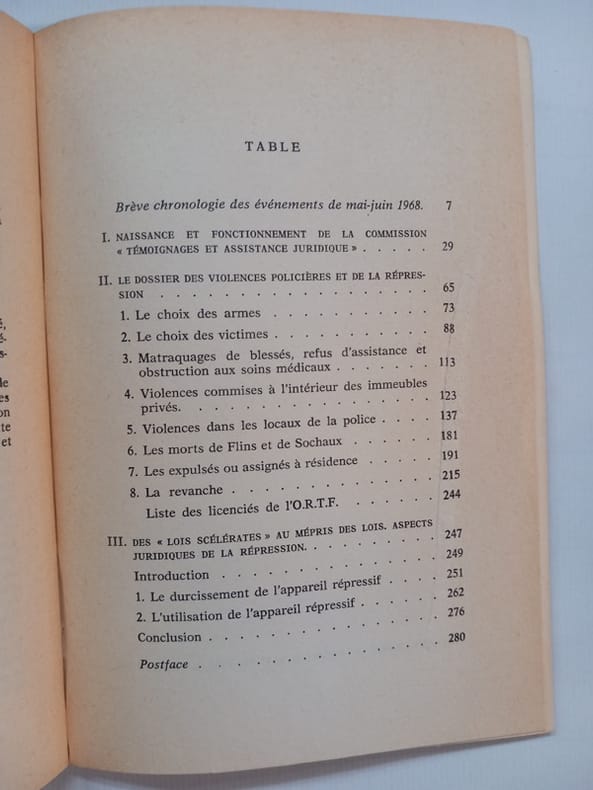 TABLE
Brève chronologie des événements de mai-juin 1968. 7
I. NAISSANCE ET FONCTIONNEMENT DE LA COMMISSION
« TÉMOIGNAGES ET ASSISTANCE JURIDIQUE » . . . . . 29
II. LE DOSSIER DES VIOLENCES POLICIÈRES ET DE LA RÉPRES-
SION . . . . . . . . . . . . . . . . . 65
1. Le choix des armes . . . . . . . . . . . 73
2. Le choix des victimes . . . . . . . . . . 88
3. Matraquages de blessés, refus d'assistance et
obstruction aux soins médicaux . . . . . . . 113
4. Violences commises à l'intérieur des immeubles
privés. . . . . . . . . . . . . . . . . 123
5. Violences dans les locaux de la police . . . . 137
6. Les morts de Flins et de Sochaux . . . . . . 181
7. Les expulsés ou assignés à résidence . . . . . 191
8. La revanche . . . . . . . . . . . . . 215
Liste des licenciés de l'O.R.T.F. . . . . . . 244
III. DES « LOIS SCÉLÉRATES » AU MÉPRIS DES LOIS. ASPECTS
JURIDIQUES DE LA RÉPRESSION. . . . . . . . . 247
Introduction . . . . . . . . . . . . . . 249
1. Le durcissement de l'appareil répressif . . . . 251
2. L'utilisation de l'appareil répressif . . . . . . 262
Conclusion . . . . . . . . . . . . . . . 276
Postface . . . . . . . . . . . . . . . 280